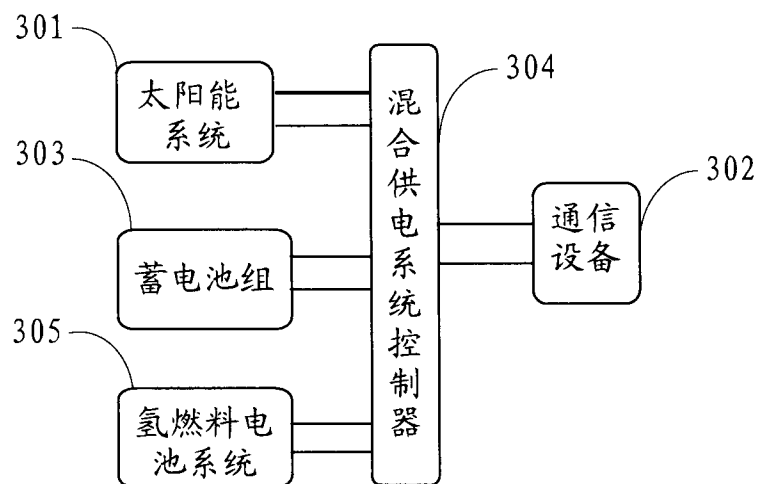 301
太阳能
系统
303
蓄电池组
305
氢燃料电
池系统
混合供电系统控制器
304
通信
设备
302